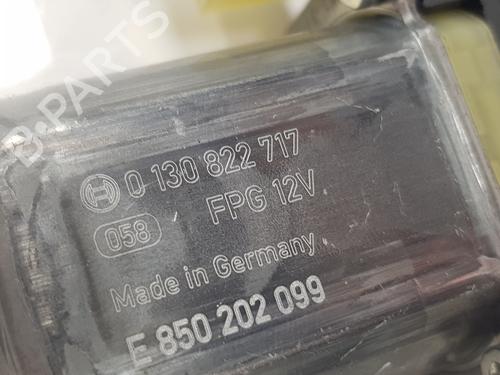 B-PARTS
0 130 822 717
058 FPG 12V
Made in Germany
E 850 202 099